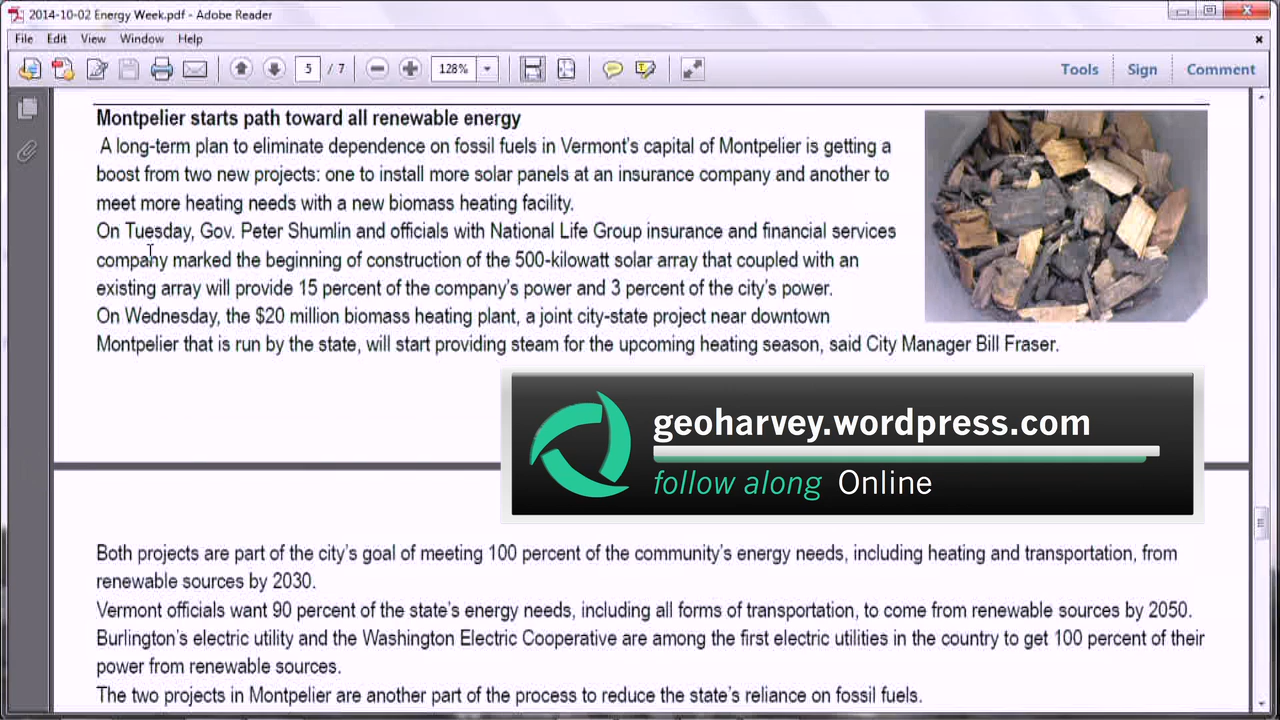 2014-10-02 Energy Week.pdf - Adobe Reader
File Edit View Window Help
5 / 7 128% Tools Sign Comment
Montpelier starts path toward all renewable energy
A long-term plan to eliminate dependence on fossil fuels in Vermont's capital of Montpelier is getting a
boost from two new projects: one to install more solar panels at an insurance company and another to
meet more heating needs with a new biomass heating facility.
On Tuesday, Gov. Peter Shumlin and officials with National Life Group insurance and financial services
company marked the beginning of construction of the 500-kilowatt solar array that coupled with an
existing array will provide 15 percent of the company's power and 3 percent of the city's power.
On Wednesday, the $20 million biomass heating plant, a joint city-state project near downtown
Montpelier that is run by the state, will start providing steam for the upcoming heating season, said City Manager Bill Fraser.
geoharvey.wordpress.com
follow along Online
Both projects are part of the city's goal of meeting 100 percent of the community's energy needs, including heating and transportation, from
renewable sources by 2030.
Vermont officials want 90 percent of the state's energy needs, including all forms of transportation, to come from renewable sources by 2050.
Burlington's electric utility and the Washington Electric Cooperative are among the first electric utilities in the country to get 100 percent of their
power from renewable sources.
The two projects in Montpelier are another part of the process to reduce the state's reliance on fossil fuels.